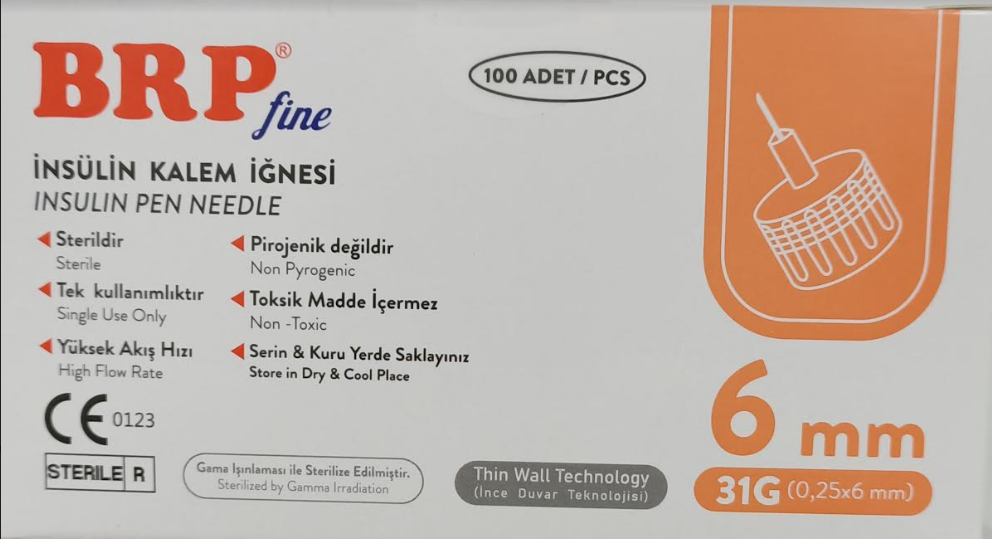 BRP®
fine
100 ADET / PCS
İNSÜLİN KALEM İĞNESİ
INSULIN PEN NEEDLE
Sterildir
Sterile
Tek kullanımlıktır
Single Use Only
Yüksek Akış Hızı
High Flow Rate
Pirojenik değildir
Non Pyrogenic
Toksik Madde İçermez
Non -Toxic
Serin & Kuru Yerde Saklayınız
Store in Dry & Cool Place
CE 0123
STERILE R
Gama Işınlaması ile Sterilize Edilmiştir.
Sterilized by Gamma Irradiation
Thin Wall Technology
(İnce Duvar Teknolojisi)
6 mm
31G (0,25x6 mm)